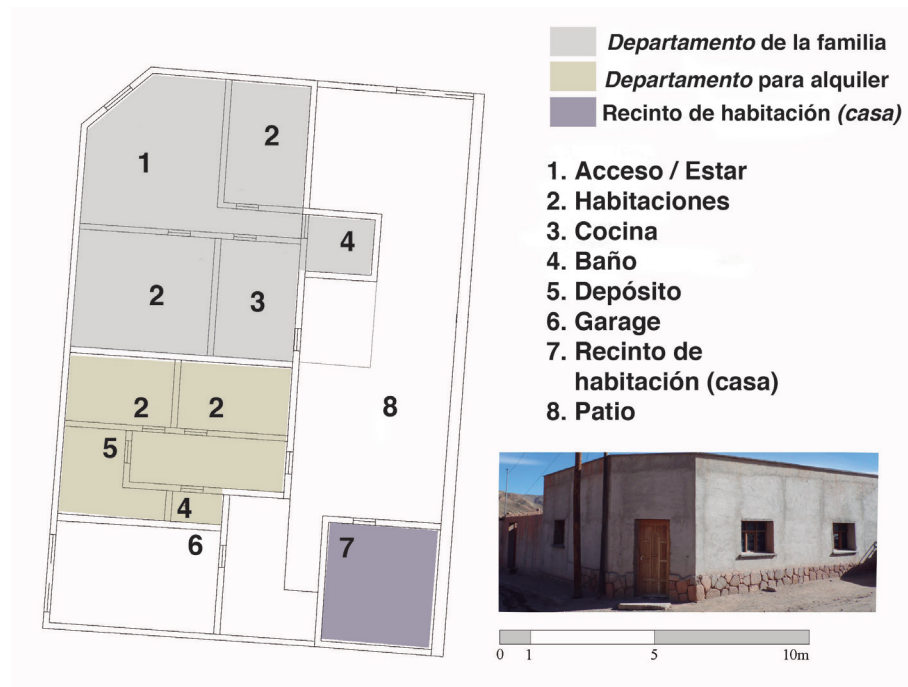 Departamento de la familia
Departamento para alquiler
Recinto de habitación (casa)
1. Acceso / Estar
2. Habitaciones
3. Cocina
4. Baño
5. Depósito
6. Garage
7. Recinto de
habitación (casa)
8. Patio
1
2
4
2
3
2
2
8
5
4
6
7
0 1 5 10m